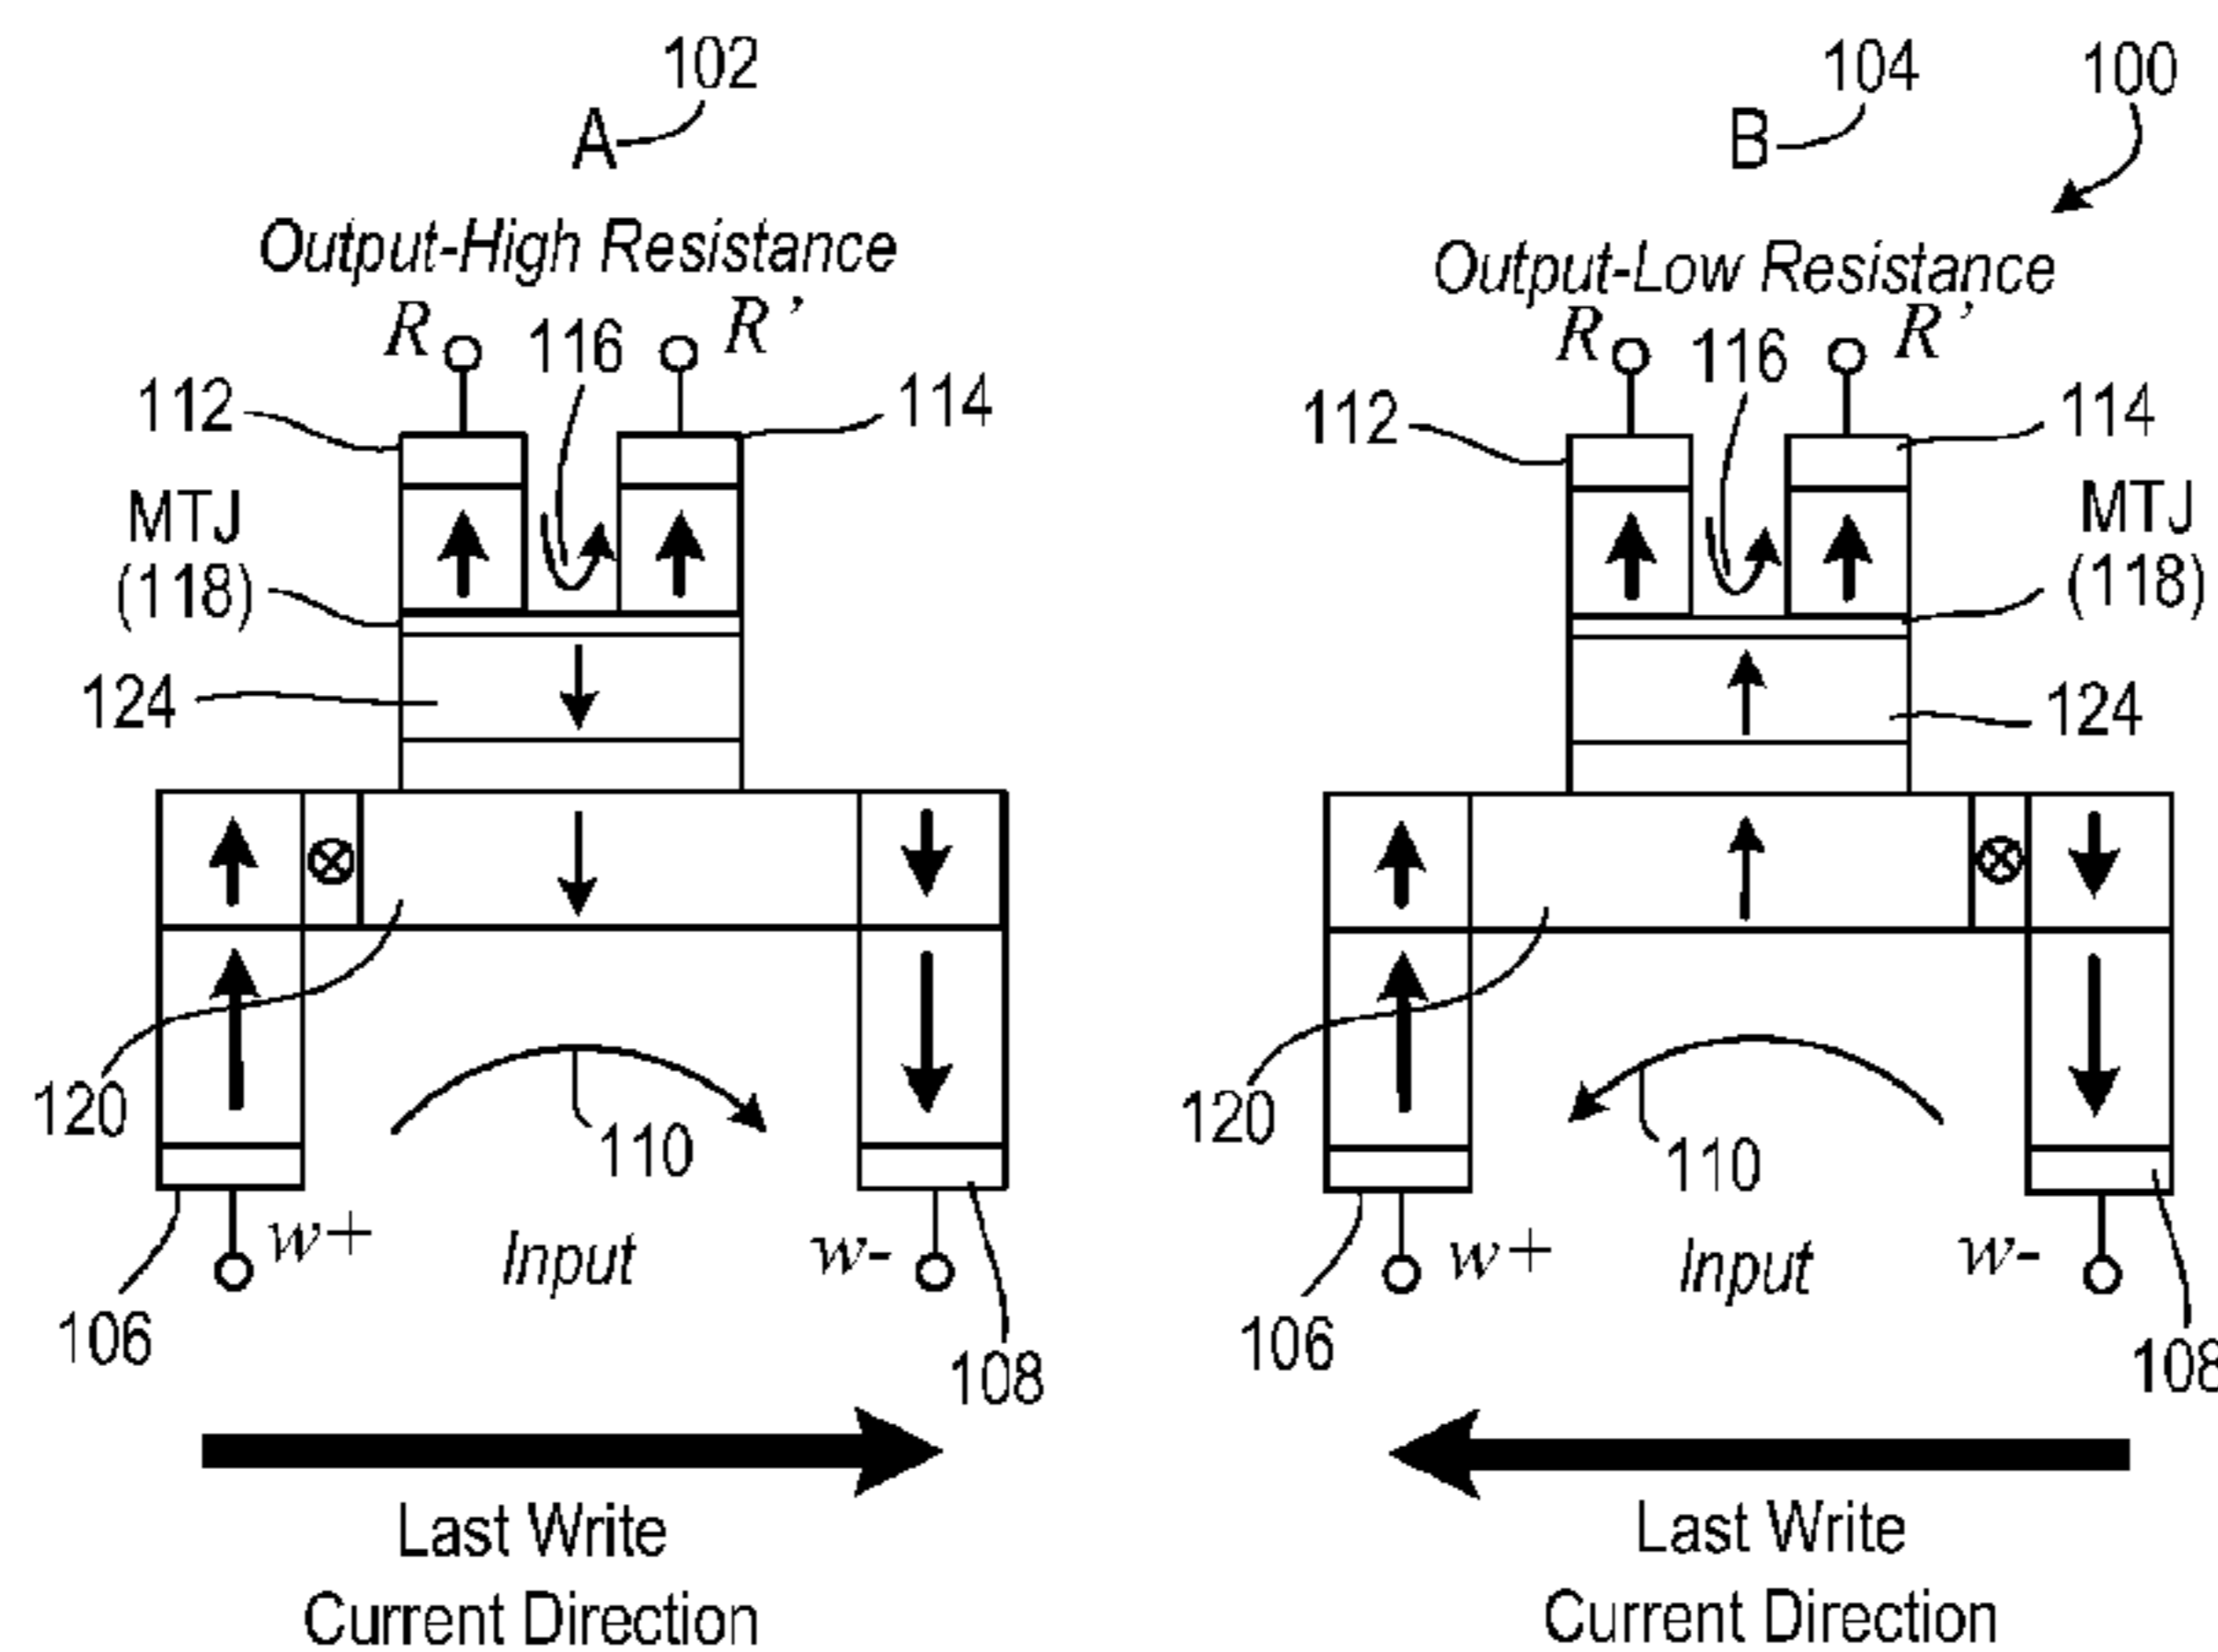 102
A
Output-High Resistance
R
116
R'
112
114
MTJ
(118)
124
120
110
w+
Input
w-
106
108
Last Write
Current Direction
104
100
B
Output-Low Resistance
R
116
R'
112
114
MTJ
(118)
124
120
110
w+
Input
w-
106
108
Last Write
Current Direction